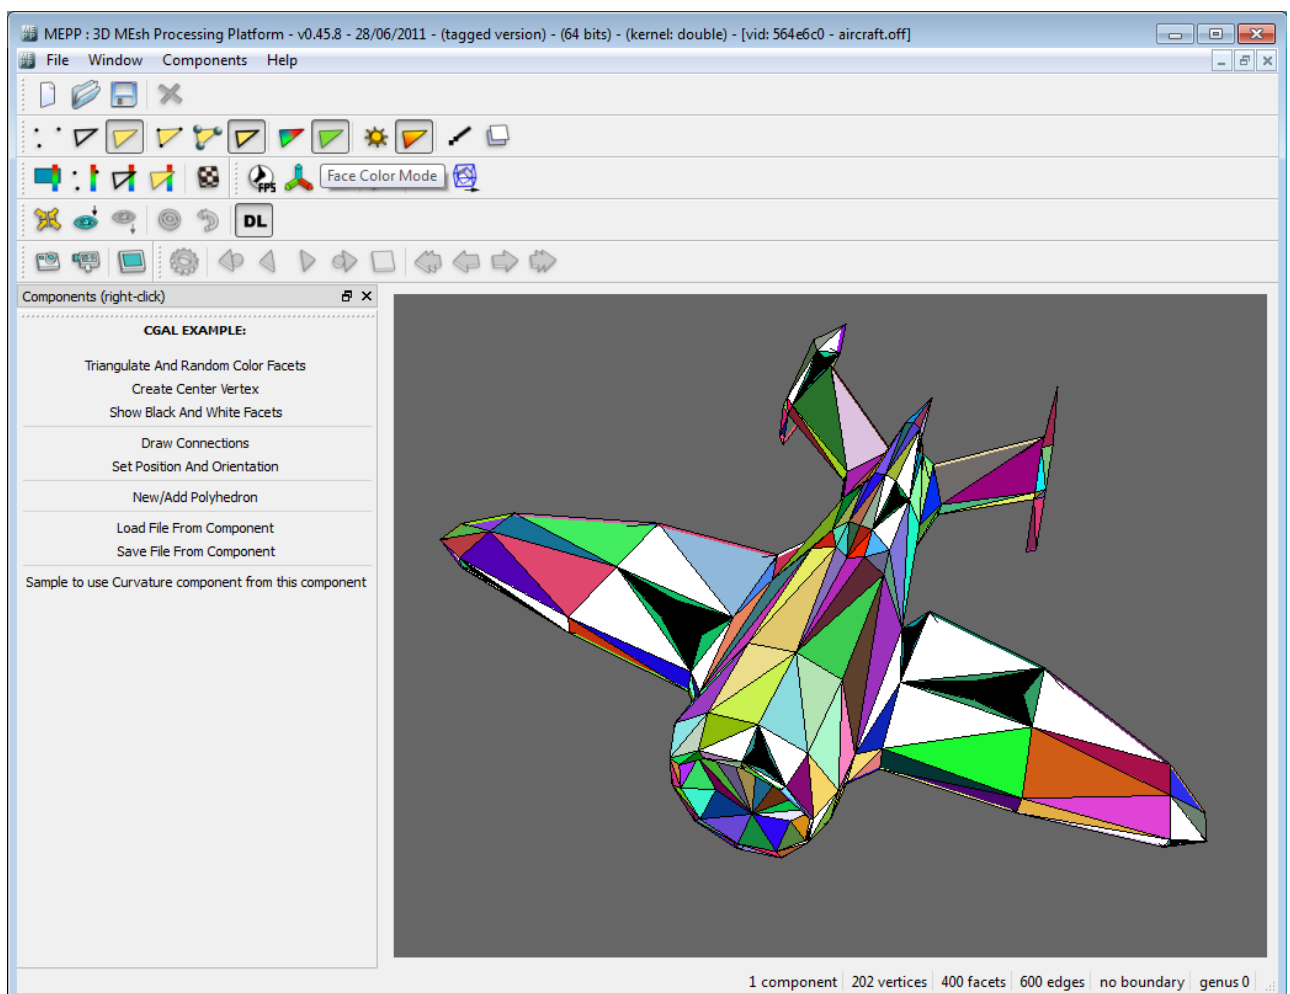 MEPP : 3D MEsh Processing Platform - v0.45.8 - 28/06/2011 - (tagged version) - (64 bits) - (kernel: double) - [vid: 564e6c0 - aircraft.off]
File Window Components Help
FPS
Face Color Mode
DL
Components (right-click)
CGAL EXAMPLE:
Triangulate And Random Color Facets
Create Center Vertex
Show Black And White Facets
Draw Connections
Set Position And Orientation
New/Add Polyhedron
Load File From Component
Save File From Component
Sample to use Curvature component from this component
1 component 202 vertices 400 facets 600 edges no boundary genus 0